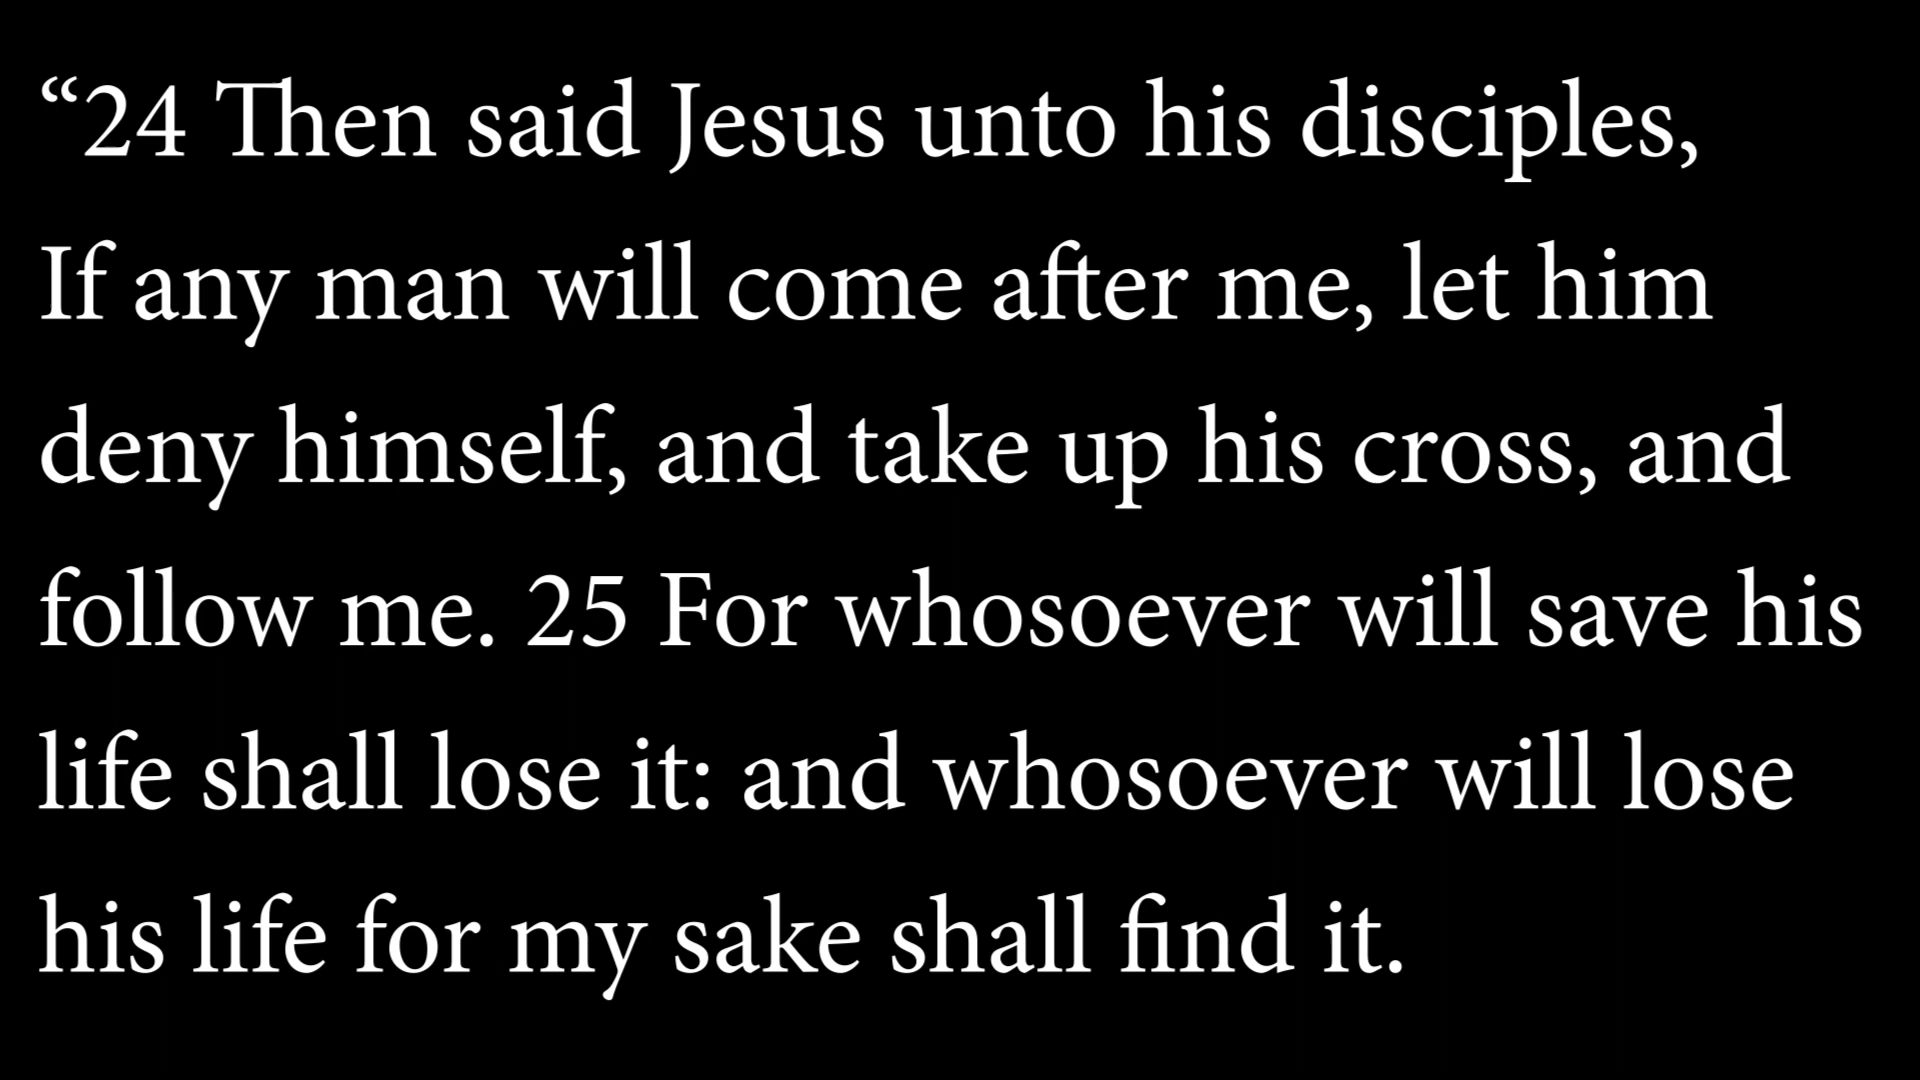 “24 Then said Jesus unto his disciples,
If any man will come after me, let him
deny himself, and take up his cross, and
follow me. 25 For whosoever will save his
life shall lose it: and whosoever will lose
his life for my sake shall find it.